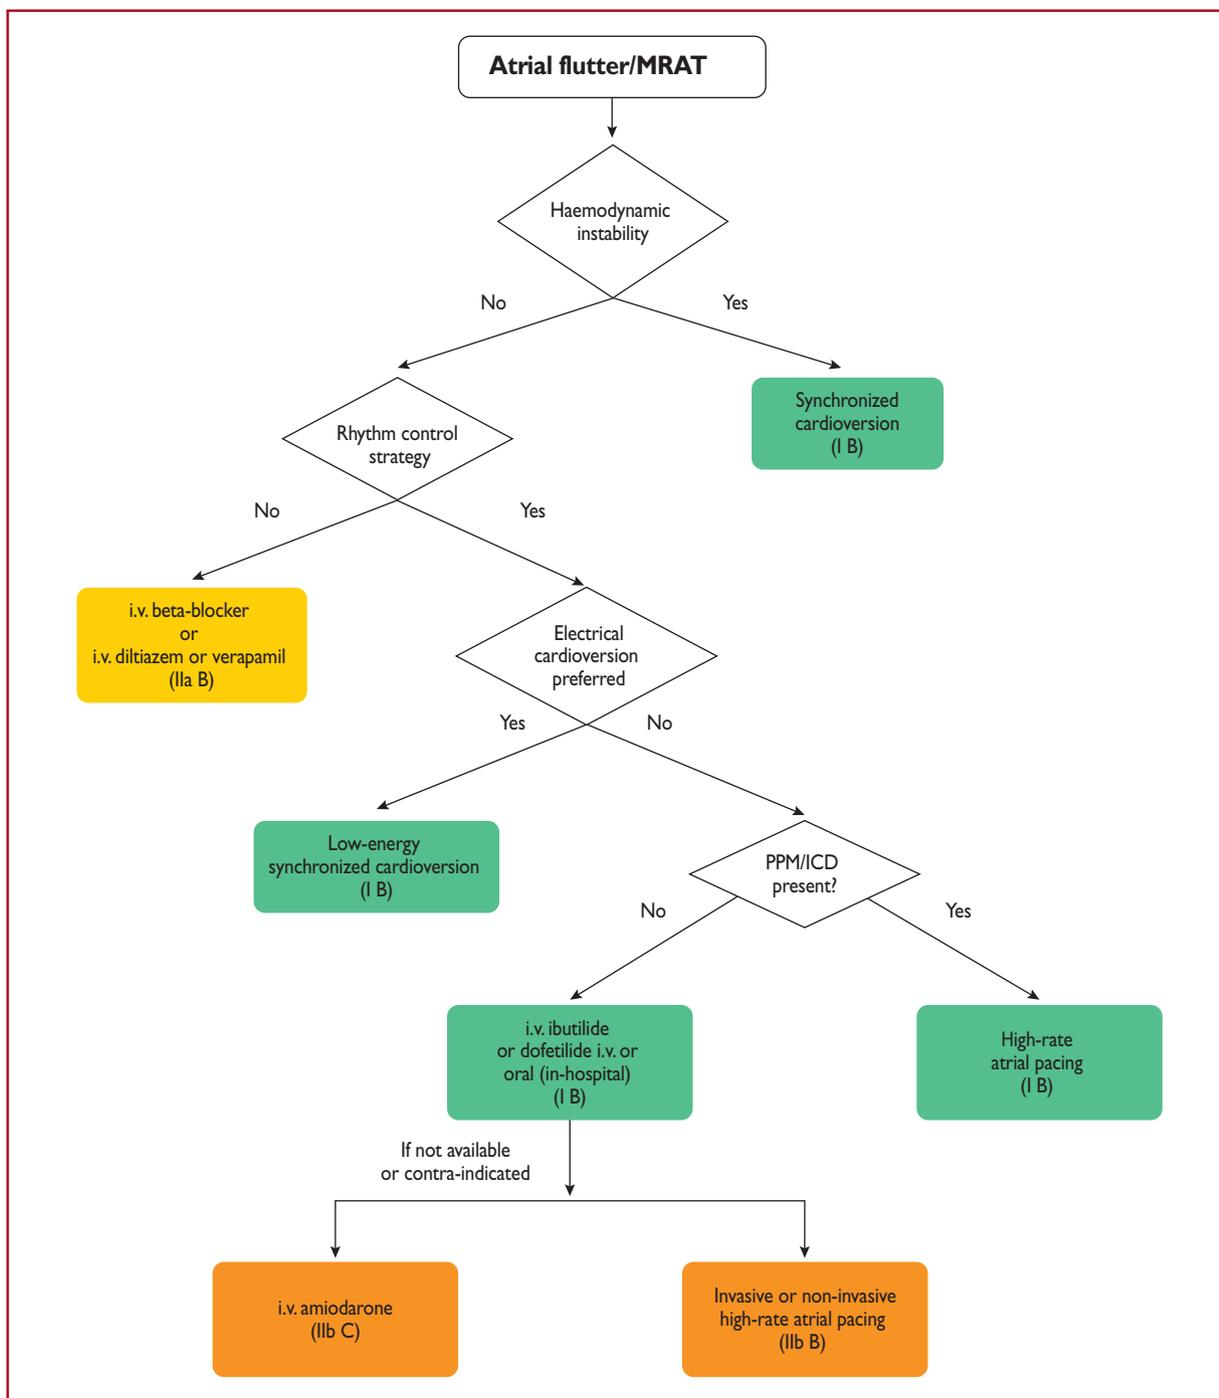 Atrial flutter/MRAT
Haemodynamic
instability
No
Yes
Synchronized
cardioversion
(I B)
Rhythm control
strategy
No
Yes
i.v. beta-blocker
or
i.v. diltiazem or verapamil
(IIa B)
Electrical
cardioversion
preferred
Yes
No
Low-energy
synchronized cardioversion
(I B)
PPM/ICD
present?
No
Yes
i.v. ibutilide
or dofetilide i.v. or
oral (in-hospital)
(I B)
High-rate
atrial pacing
(I B)
If not available
or contra-indicated
i.v. amiodarone
(IIb C)
Invasive or non-invasive
high-rate atrial pacing
(IIb B)